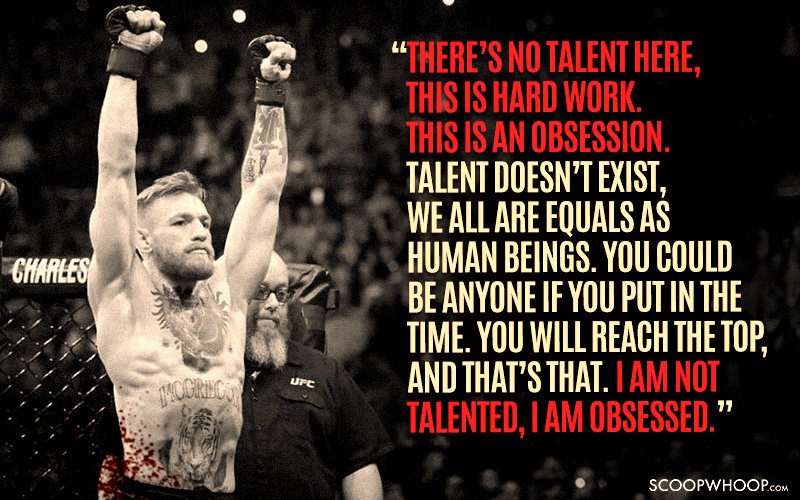 “THERE’S NO TALENT HERE,
THIS IS HARD WORK.
THIS IS AN OBSESSION.
TALENT DOESN’T EXIST,
WE ALL ARE EQUALS AS
HUMAN BEINGS. YOU COULD
BE ANYONE IF YOU PUT IN THE
TIME. YOU WILL REACH THE TOP,
AND THAT’S THAT. I AM NOT
TALENTED, I AM OBSESSED.”
CHARLES
MCGREGOR
UFC
SCOOPWHOOP.COM